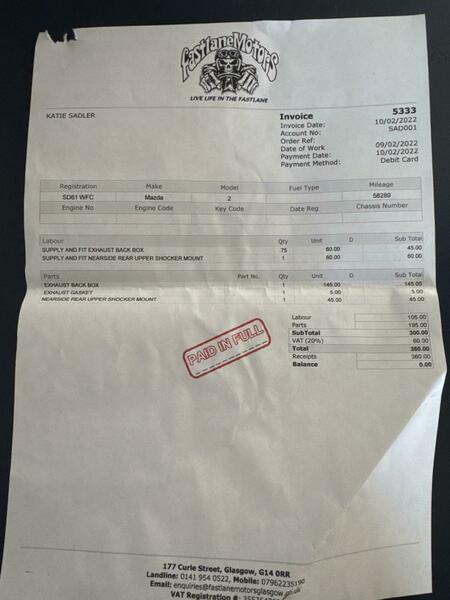 FastlaneMotors
LIVE LIFE IN THE FASTLANE
KATIE SADLER
Invoice 5333
Invoice Date: 10/02/2022
Account No: SAD001
Order Ref:
Date of Work 09/02/2022
Payment Date: 10/02/2022
Payment Method: Debit Card
Registration Make Model Fuel Type Mileage
SD61 WFC Mazda 2 58289
Engine No Engine Code Key Code Date Reg Chassis Number
Labour Qty Unit D Sub Total
SUPPLY AND FIT EXHAUST BACK BOX .75 60.00 45.00
SUPPLY AND FIT NEARSIDE REAR UPPER SHOCKER MOUNT 1 60.00 60.00
Parts Part No. Qty Unit D Sub Total
EXHAUST BACK BOX 1 145.00 145.00
EXHAUST GASKET 1 5.00 5.00
NEARSIDE REAR UPPER SHOCKER MOUNT 1 45.00 45.00
Labour 105.00
Parts 195.00
SubTotal 300.00
VAT (20%) 60.00
Total 360.00
Receipts 360.00
Balance 0.00
PAID IN FULL
177 Curle Street, Glasgow, G14 0RR
Landline: 0141 954 0522, Mobile: 07962235190
Email: enquiries@fastlanemotorsglasgow.co.uk
VAT Registration #: